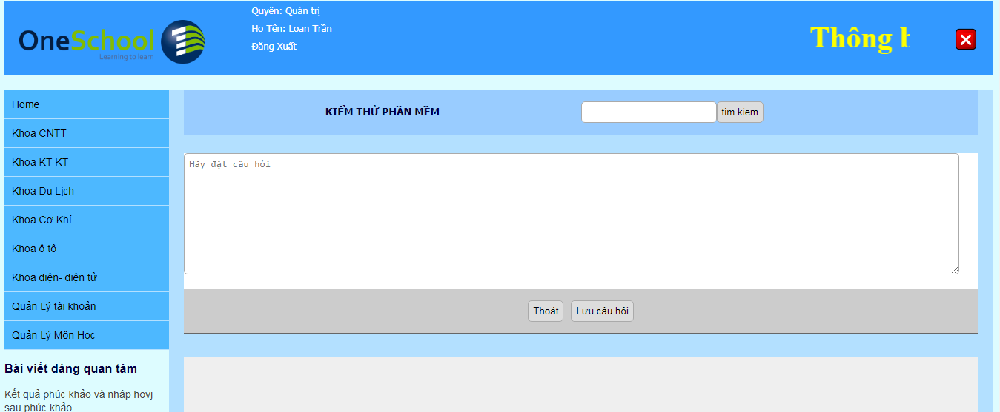 Quyền: Quản trị
OneSchool
Learning to learn
Họ Tên: Loan Trần
Đăng Xuất
Thông b
Home
Khoa CNTT
Khoa KT-KT
Khoa Du Lịch
Khoa Cơ Khí
Khoa ô tô
Khoa điện- điện tử
Quản Lý tài khoản
Quản Lý Môn Học
Bài viết đáng quan tâm
Kết quả phúc khảo và nhập hovj
sau phúc khảo...
KIỂM THỬ PHẦN MỀM
tim kiem
Hãy đặt câu hỏi
Thoát
Lưu câu hỏi